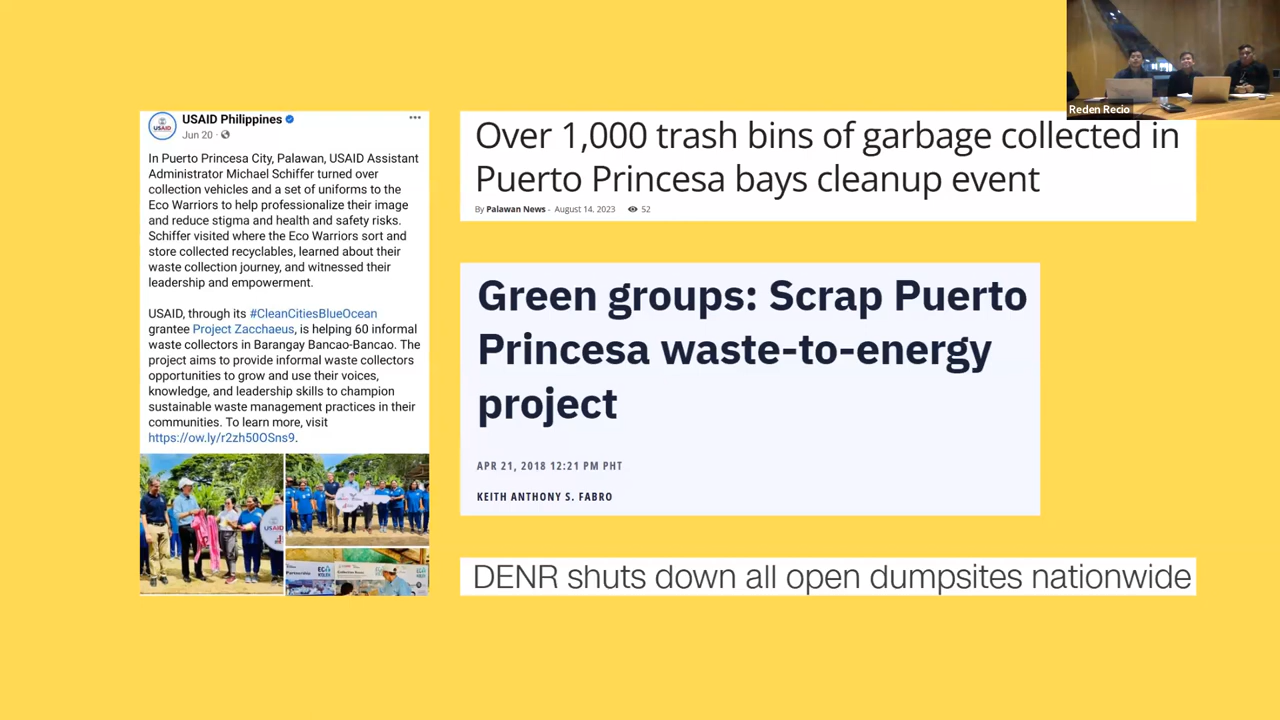 USAID Philippines
Jun 20 ·
In Puerto Princesa City, Palawan, USAID Assistant
Administrator Michael Schiffer turned over
collection vehicles and a set of uniforms to the
Eco Warriors to help professionalize their image
and reduce stigma and health and safety risks.
Schiffer visited where the Eco Warriors sort and
store collected recyclables, learned about their
waste collection journey, and witnessed their
leadership and empowerment.
USAID, through its #CleanCitiesBlueOcean
grantee Project Zacchaeus, is helping 60 informal
waste collectors in Barangay Bancao-Bancao. The
project aims to provide informal waste collectors
opportunities to grow and use their voices,
knowledge, and leadership skills to champion
sustainable waste management practices in their
communities. To learn more, visit
https://ow.ly/r2zh50OSns9.
USAID
Partnership
Over 1,000 trash bins of garbage collected in
Puerto Princesa bays cleanup event
By Palawan News - August 14, 2023 52
Green groups: Scrap Puerto
Princesa waste-to-energy
project
APR 21, 2018 12:21 PM PHT
KEITH ANTHONY S. FABRO
DENR shuts down all open dumpsites nationwide
Reden Recio